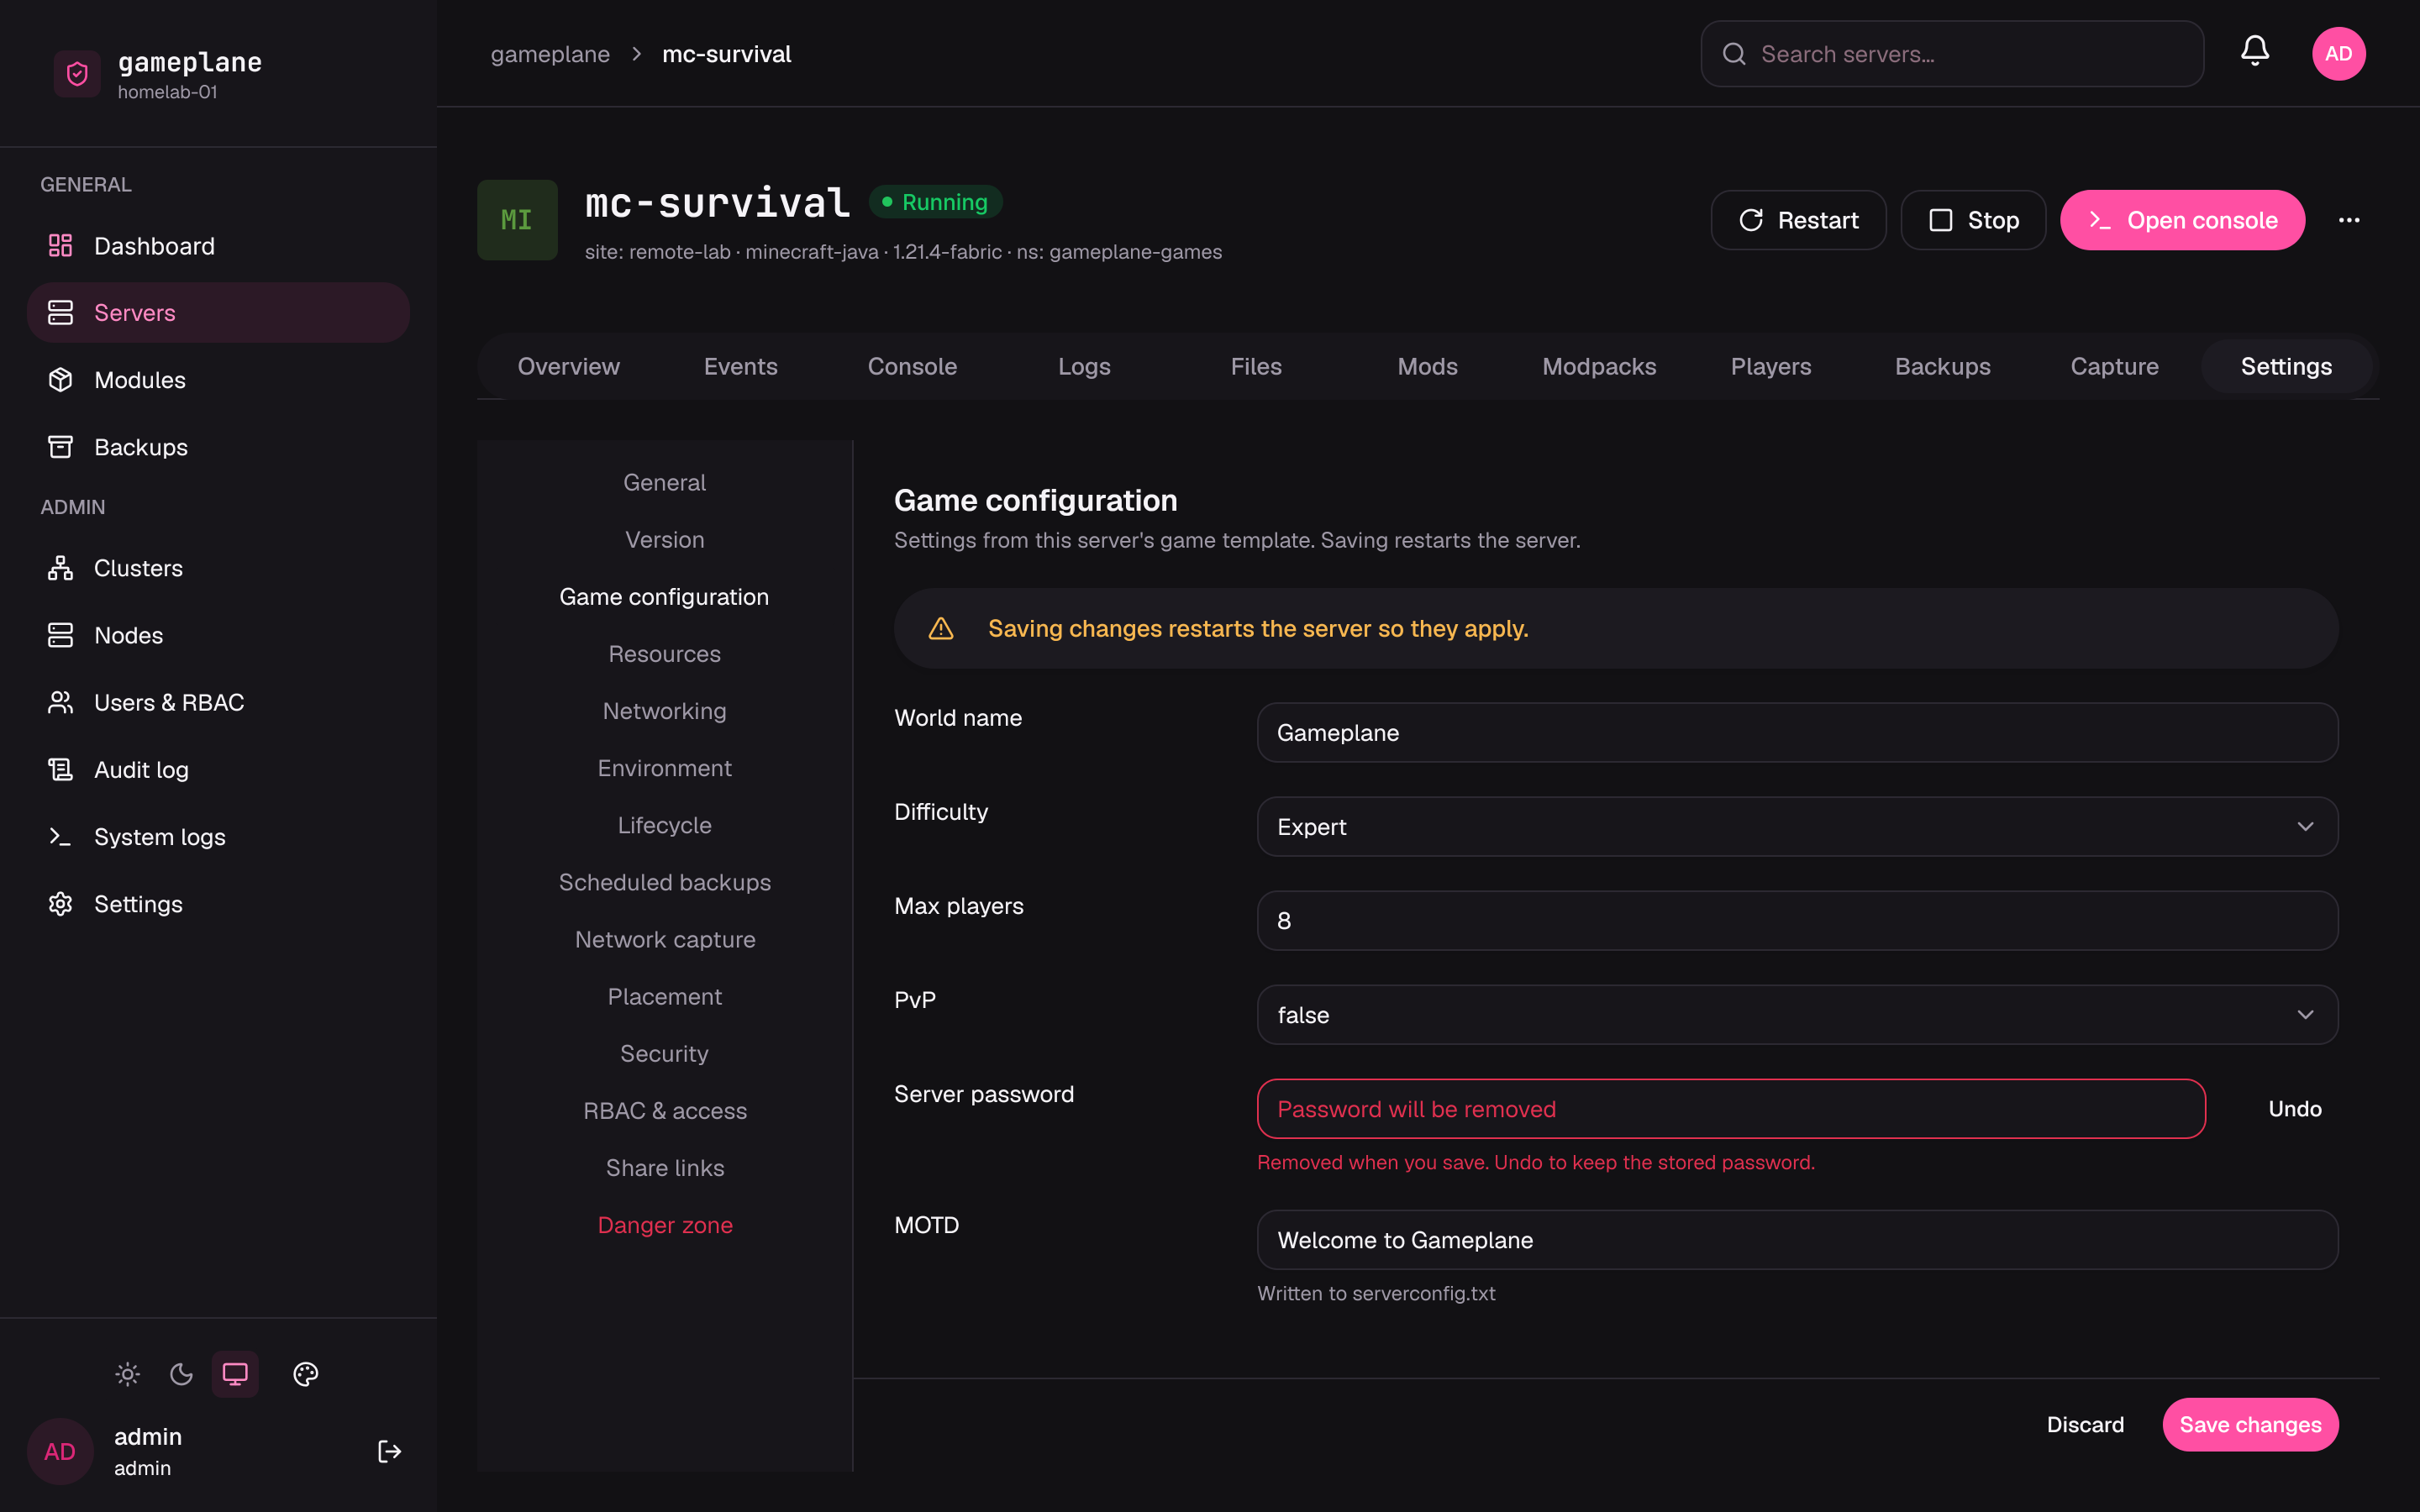 gameplane
homelab-01
GENERAL
Dashboard
Servers
Modules
Backups
ADMIN
Clusters
Nodes
Users & RBAC
Audit log
System logs
Settings
AD
admin
admin
gameplane > mc-survival
Search servers...
AD
MI
mc-survival
Running
site: remote-lab · minecraft-java · 1.21.4-fabric · ns: gameplane-games
Restart
Stop
Open console
Overview
Events
Console
Logs
Files
Mods
Modpacks
Players
Backups
Capture
Settings
General
Version
Game configuration
Resources
Networking
Environment
Lifecycle
Scheduled backups
Network capture
Placement
Security
RBAC & access
Share links
Danger zone
Game configuration
Settings from this server's game template. Saving restarts the server.
Saving changes restarts the server so they apply.
World name
Gameplane
Difficulty
Expert
Max players
8
PvP
false
Server password
Password will be removed
Undo
Removed when you save. Undo to keep the stored password.
MOTD
Welcome to Gameplane
Written to serverconfig.txt
Discard
Save changes